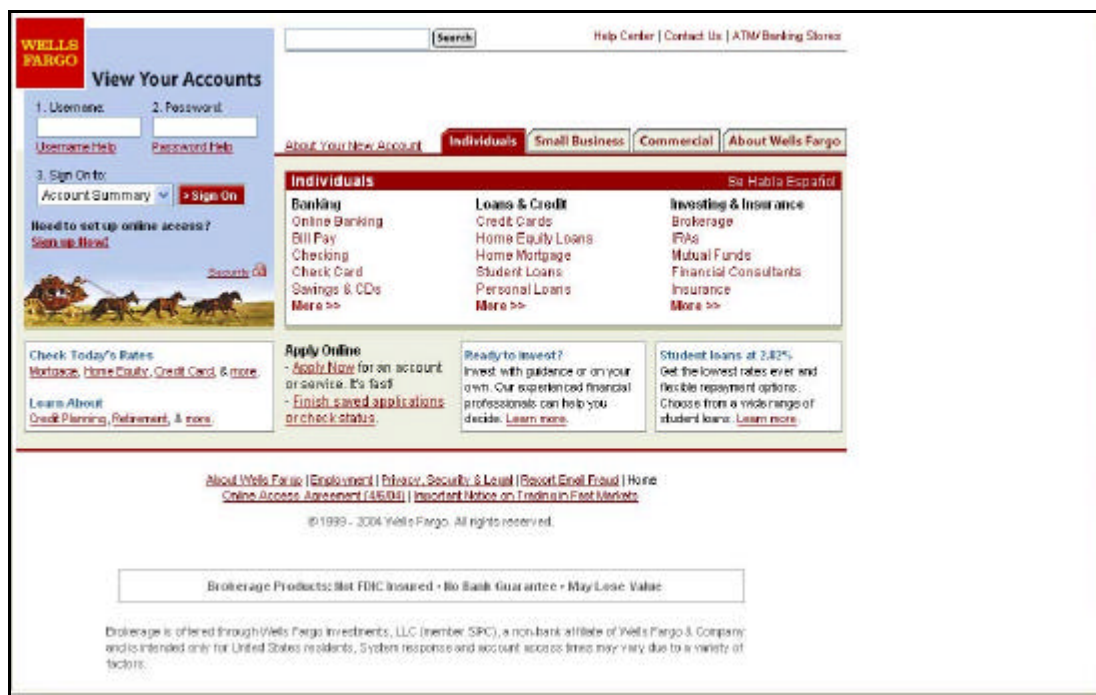 WELLS
FARGO
Search
Help Center | Contact Us | ATM/Banking Stores
View Your Accounts
1. Username: 2. Password:
Username Help Password Help
3. Sign On to:
Account Summary > Sign On
Need to set up online access?
Sign up Now!
Security
About Your New Account Individuals Small Business Commercial About Wells Fargo
Individuals Se Habla Español
Banking
Online Banking
Bill Pay
Checking
Check Card
Savings & CDs
More >>
Loans & Credit
Credit Cards
Home Equity Loans
Home Mortgage
Student Loans
Personal Loans
More >>
Investing & Insurance
Brokerage
IRAs
Mutual Funds
Financial Consultants
Insurance
More >>
Check Today's Rates
Mortgage, Home Equity, Credit Card, & more.
Learn About
Credit Planning, Retirement, & more.
Apply Online
- Apply Now for an account
or service. It's fast!
- Finish saved applications
or check status.
Ready to invest?
Invest with guidance or on your
own. Our experienced financial
professionals can help you
decide. Learn more.
Student loans at 2.82%
Get the lowest rates ever and
flexible repayment options.
Choose from a wide range of
student loans. Learn more.
About Wells Fargo | Employment | Privacy, Security & Legal | Report Email Fraud | Home
Online Access Agreement (4/6/04) | Important Notice on Trading in Fast Markets
© 1999 - 2004 Wells Fargo. All rights reserved.
Brokerage Products: Not FDIC Insured • No Bank Guarantee • May Lose Value
Brokerage is offered through Wells Fargo Investments, LLC (member SIPC), a non-bank affiliate of Wells Fargo & Company
and is intended only for United States residents, System response and account access times may vary due to a variety of
factors.